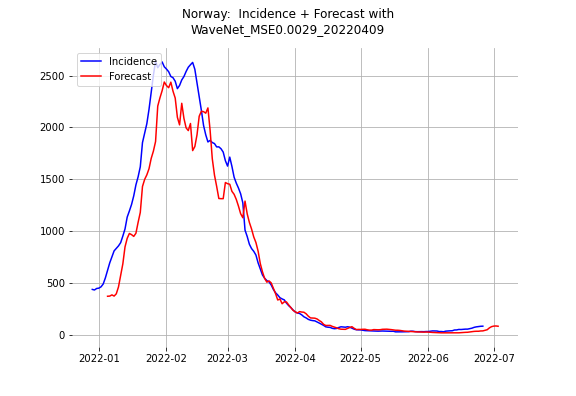 Norway:  Incidence + Forecast with
WaveNet_MSE0.0029_20220409
Incidence
Forecast
2500
2000
1500
1000
500
0
2022-01 2022-02 2022-03 2022-04 2022-05 2022-06 2022-07